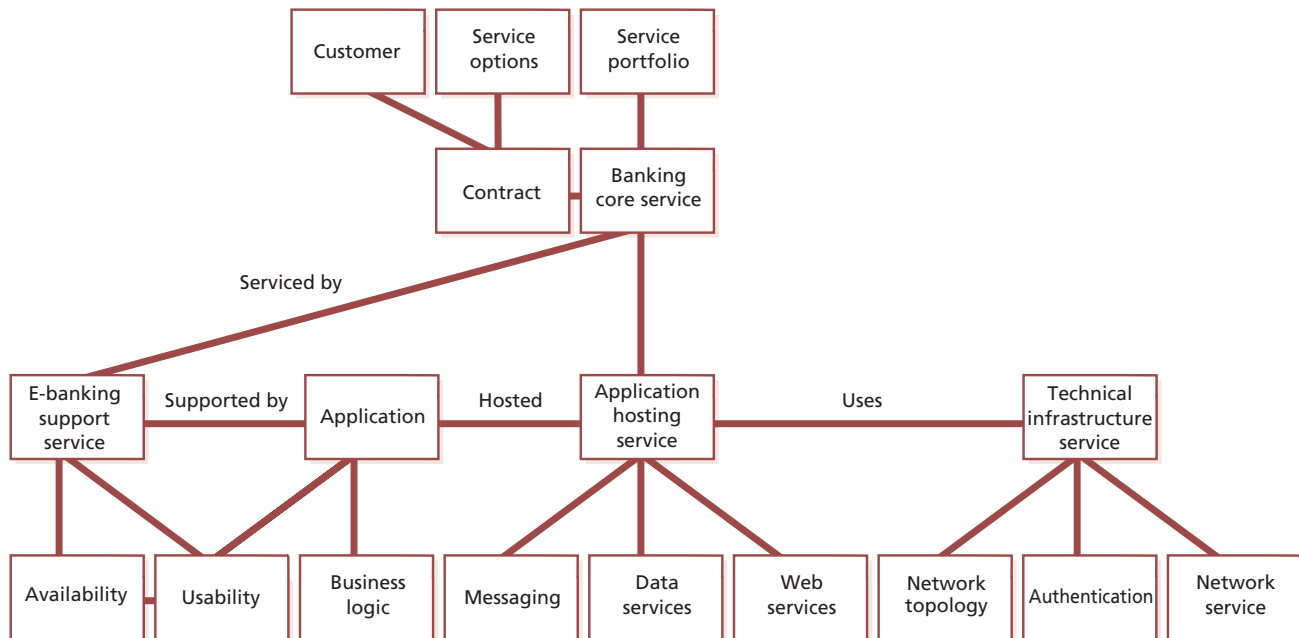 Customer
Service
options
Service
portfolio
Contract
Banking
core service
Serviced by
E-banking
support
service
Supported by
Application
Hosted
Application
hosting
service
Uses
Technical
infrastructure
service
Availability
Usability
Business
logic
Messaging
Data
services
Web
services
Network
topology
Authentication
Network
service